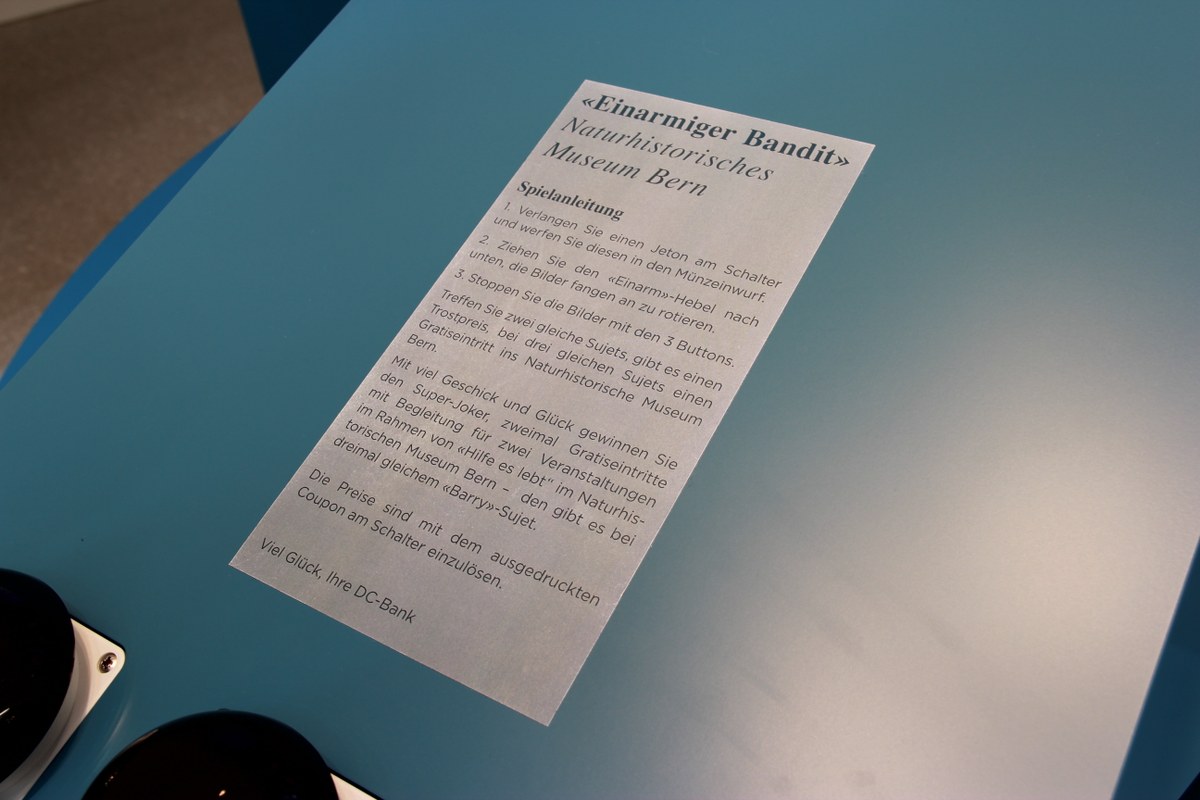 «Einarmiger Bandit»
Naturhistorisches
Museum Bern
Spielanleitung
1. Verlangen Sie einen Jeton am Schalter
und werfen Sie diesen in den Münzeinwurf.
2. Ziehen Sie den «Einarm»-Hebel nach
unten, die Bilder fangen an zu rotieren.
3. Stoppen Sie die Bilder mit den 3 Buttons.
Treffen Sie zwei gleiche Sujets, gibt es einen
Trostpreis, bei drei gleichen Sujets einen
Gratiseintritt ins Naturhistorische Museum
Bern.
Mit viel Geschick und Glück gewinnen Sie
den Super-Joker, zweimal Gratiseintritte
mit Begleitung für zwei Veranstaltungen
im Rahmen von «Hilfe es lebt“ im Naturhis-
torischen Museum Bern – den gibt es bei
dreimal gleichem «Barry»-Sujet.
Die Preise sind mit dem ausgedruckten
Coupon am Schalter einzulösen.
Viel Glück, Ihre DC-Bank